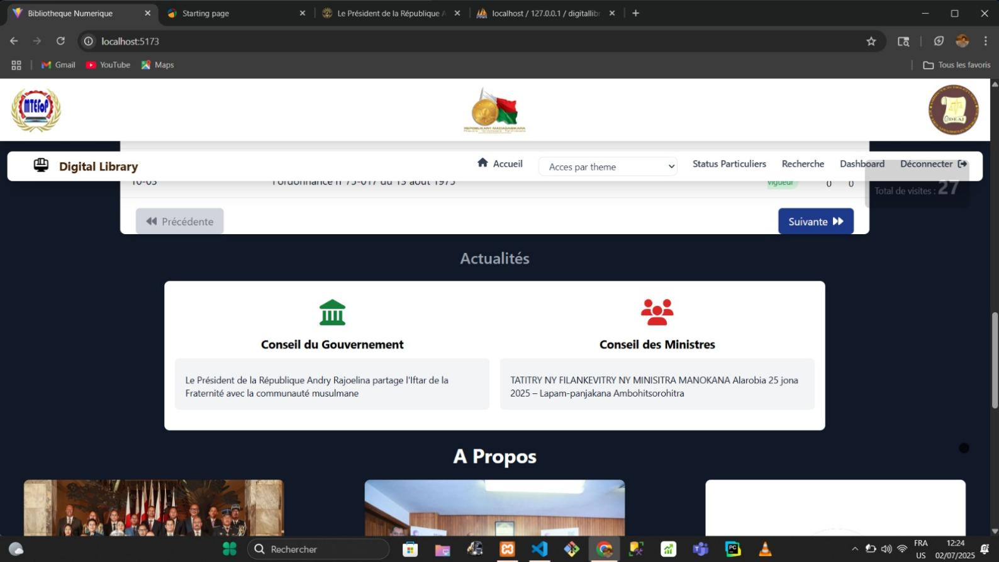 Bibliotheque Numerique
Starting page
Le Président de la République A
localhost / 127.0.0.1 / digitallibr
localhost:5173
Gmail
YouTube
Maps
Tous les favoris
MTEFoP
REPOBLIKAN'I MADAGASIKARA
DEAJ
Digital Library
Accueil
Acces par theme
Status Particuliers
Recherche
Dashboard
Déconnecter
10-03
l'ordonnance n°75-017 du 13 août 1975
vigueur
0
0
Total de visites : 27
Précédente
Suivante
Actualités
Conseil du Gouvernement
Conseil des Ministres
Le Président de la République Andry Rajoelina partage l'Iftar de la
Fraternité avec la communauté musulmane
TATITRY NY FILANKEVITRY NY MINISITRA MANOKANA Alarobia 25 jona
2025 – Lapam-panjakana Ambohitsorohitra
A Propos
Rechercher
FRA
US
12:24
02/07/2025